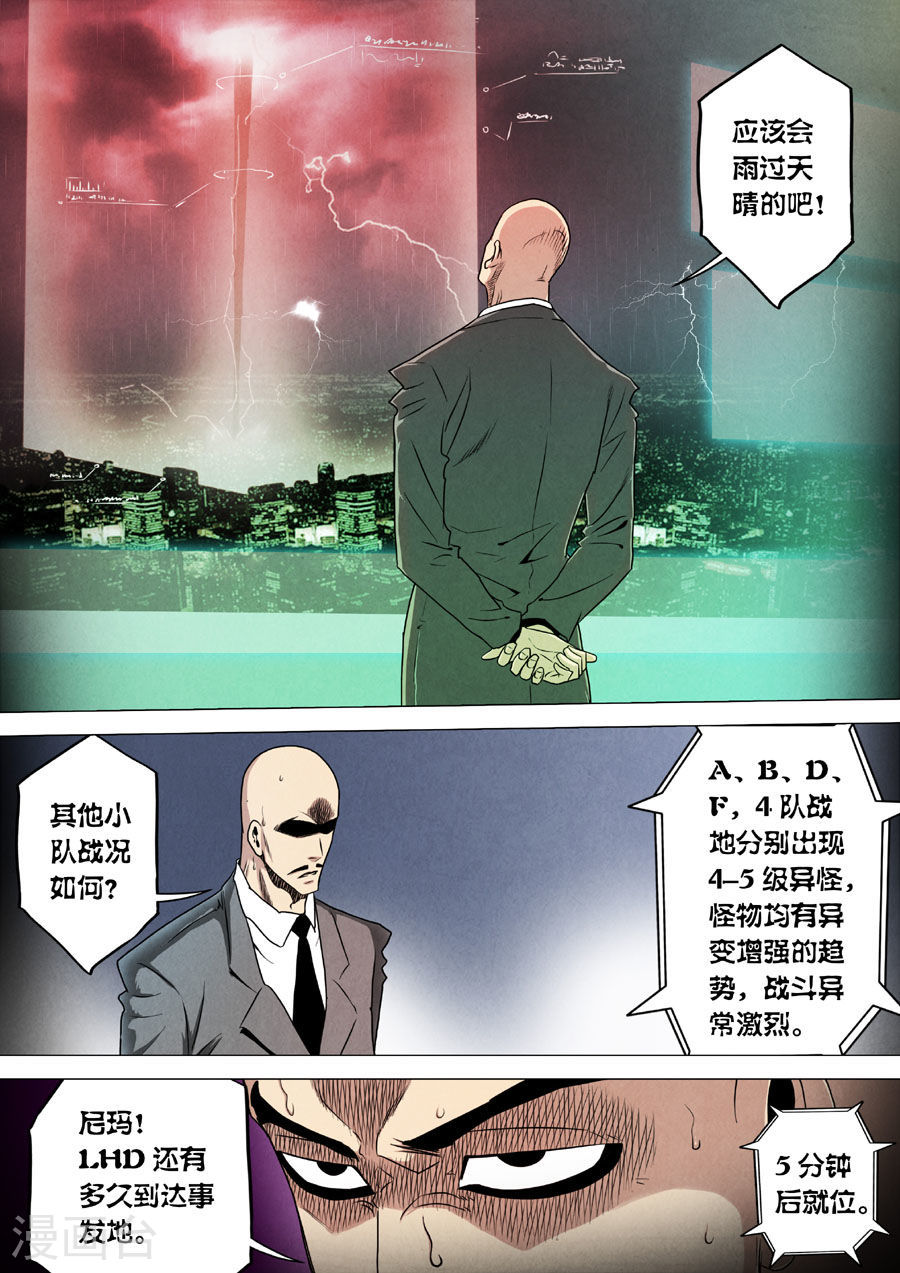 应该会
雨过天
晴的吧！
其他小
队战况
如何？
A、B、D、
F，4队战
地分别出现
4–5级异怪，
怪物均有异
变增强的趋
势，战斗异
常激烈。
尼玛！
LHD还有
多久到达事
发地。
5分钟
后就位。
漫画台